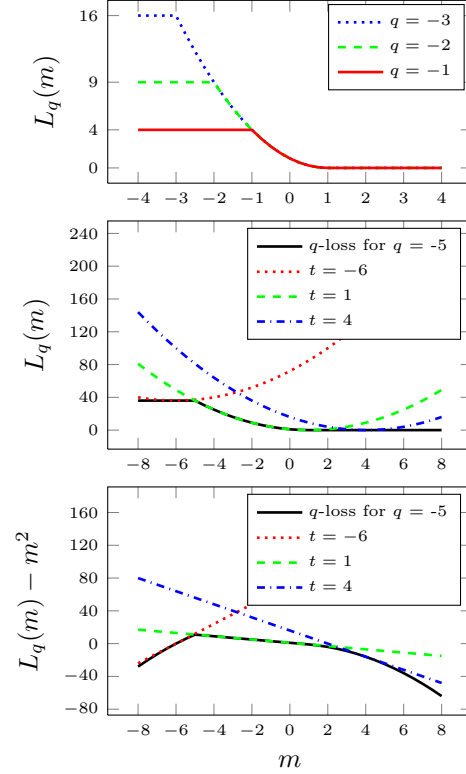 16
9
4
0
L_q(m)
q = −3
q = −2
q = −1
−4 −3 −2 −1 0 1 2 3 4
240
200
160
120
80
40
0
L_q(m)
q-loss for q = -5
t = −6
t = 1
t = 4
−8 −6 −4 −2 0 2 4 6 8
160
120
80
40
0
−40
−80
L_q(m) − m²
q-loss for q = -5
t = −6
t = 1
t = 4
−8 −6 −4 −2 0 2 4 6 8
m